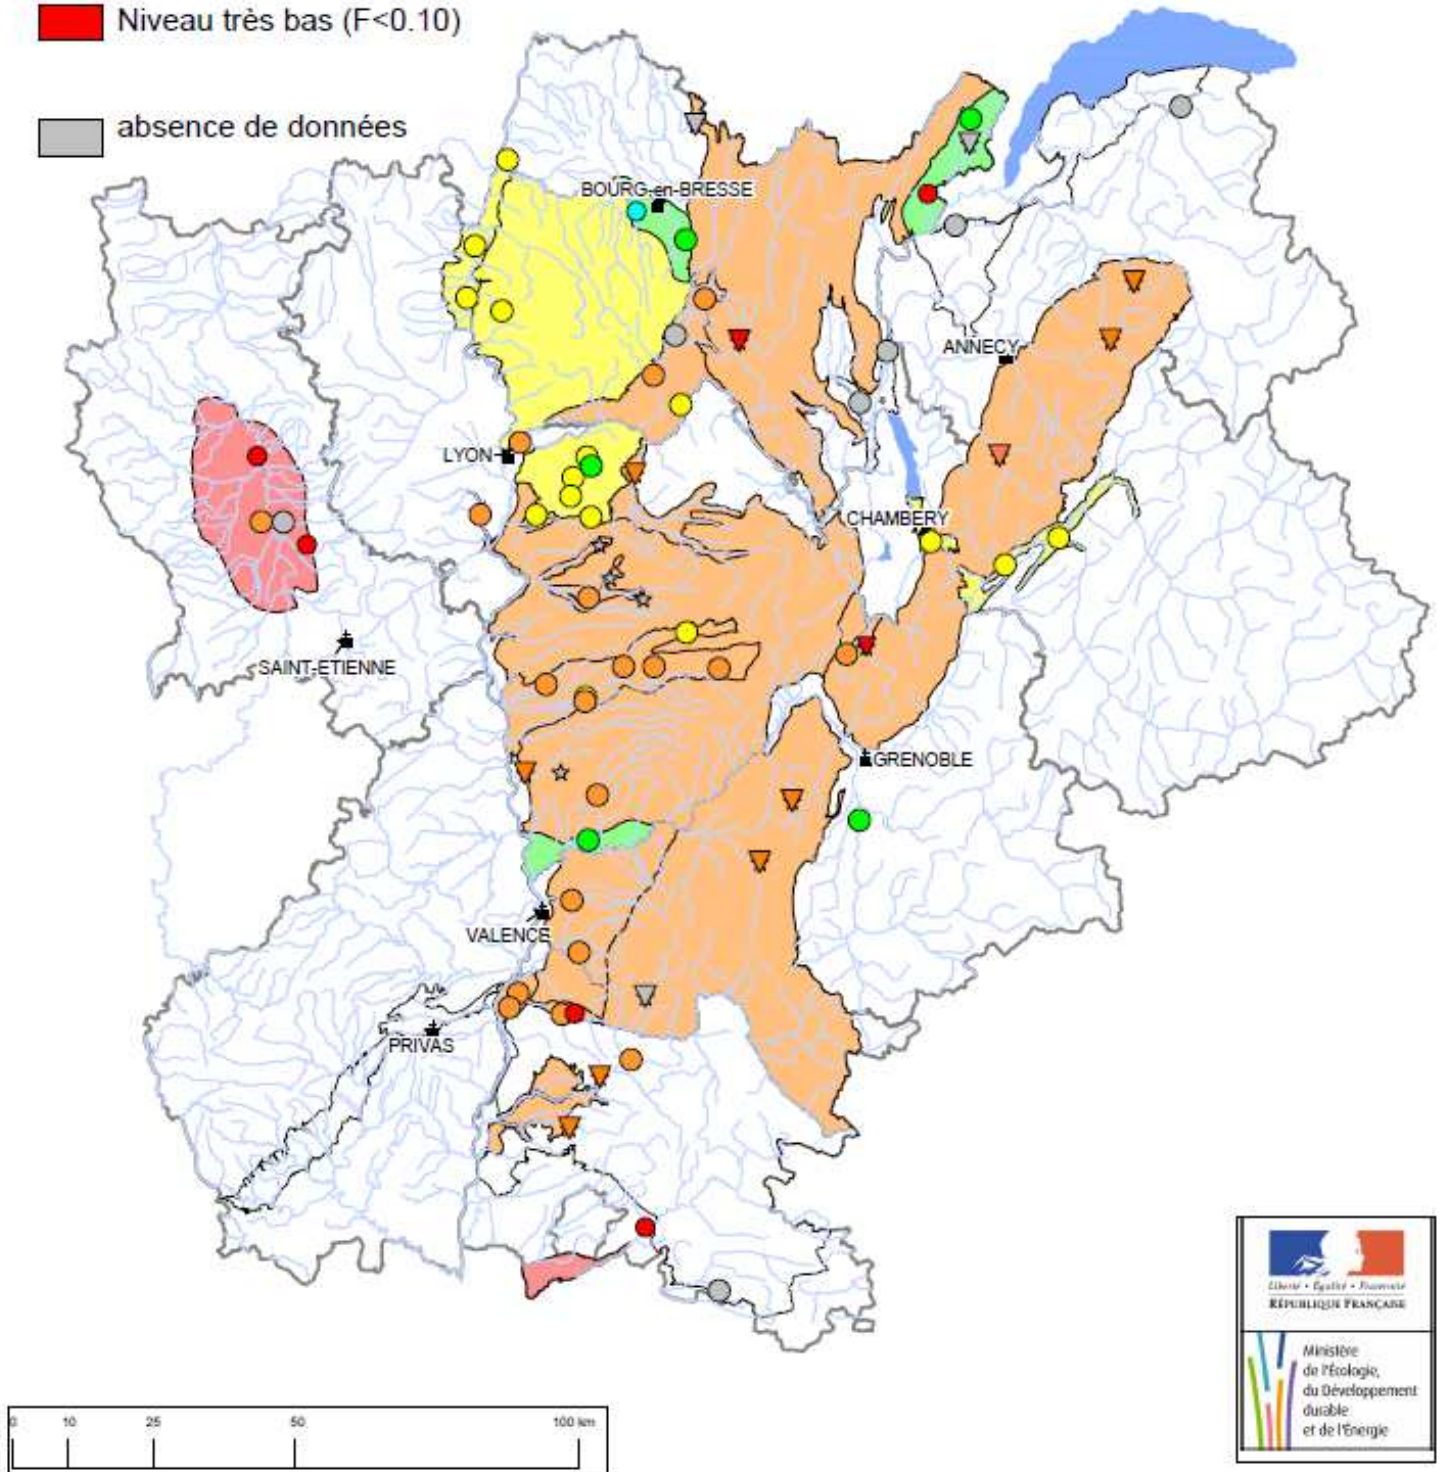 Niveau très bas (F<0.10)
absence de données
BOURG-en-BRESSE
ANNECY
LYON
CHAMBERY
SAINT-ETIENNE
GRENOBLE
VALENCE
PRIVAS
Liberté • Égalité • Fraternité
RÉPUBLIQUE FRANÇAISE
Ministère
de l'Écologie,
du Développement
durable
et de l'Énergie
0 10 25 50 100 km